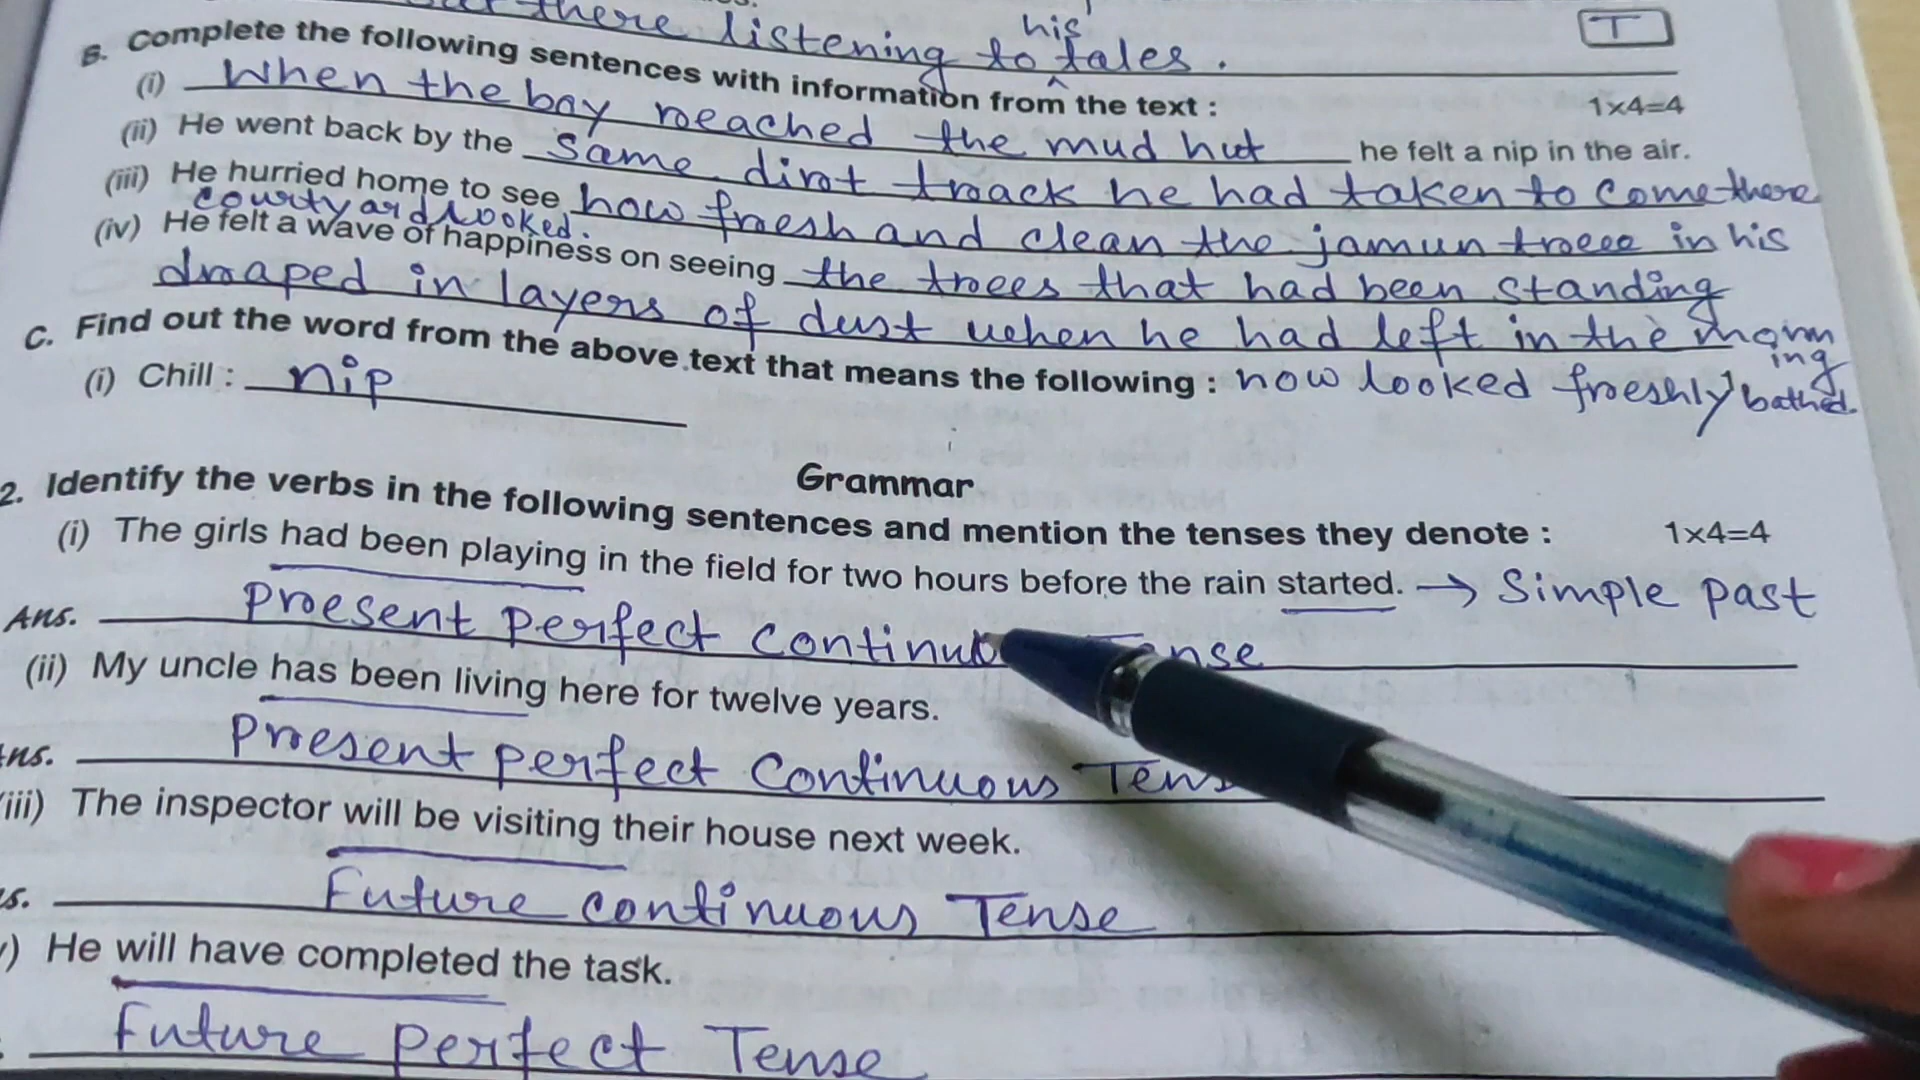 there listening to his tales.
T
B. Complete the following sentences with information from the text : 1×4=4
(i) When the boy reached the mud hut he felt a nip in the air.
(ii) He went back by the same dirt track he had taken to come there
(iii) He hurried home to see how fresh and clean the jamun treee in his
courtyard looked.
(iv) He felt a wave of happiness on seeing the trees that had been standing
draped in layers of dust when he had left in the morning
C. Find out the word from the above text that means the following : now looked freshly bathed.
(i) Chill : nip
Grammar
2. Identify the verbs in the following sentences and mention the tenses they denote : 1×4=4
(i) The girls had been playing in the field for two hours before the rain started. → Simple past
Ans. Present perfect continuo Tense
(ii) My uncle has been living here for twelve years.
Ans. Present perfect Continuous Tens
iii) The inspector will be visiting their house next week.
s. Future continuous Tense
) He will have completed the task.
Future perfect Tense